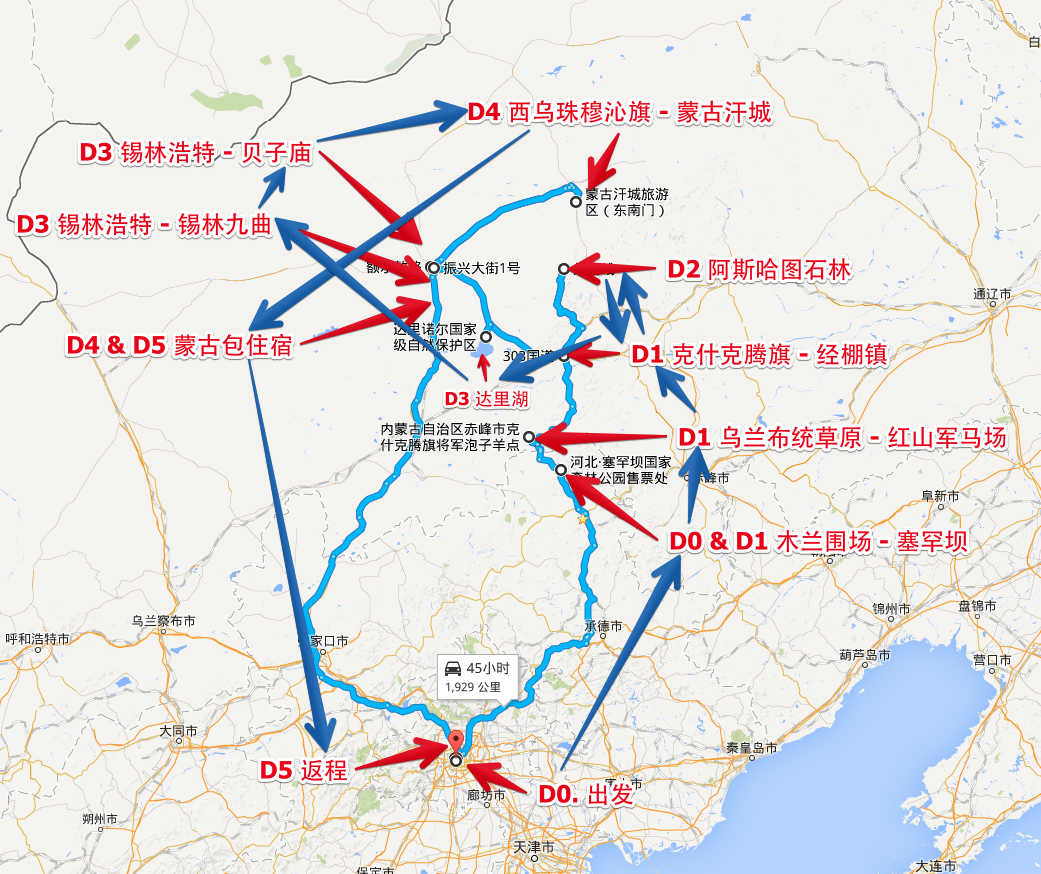 白
D4 西乌珠穆沁旗 - 蒙古汗城
D3 锡林浩特 - 贝子庙
蒙古汗城旅游
区（东南门）
D3 锡林浩特 - 锡林九曲
振兴大街1号
D2 阿斯哈图石林
通辽市
达里诺尔国家
级自然保护区
D4 & D5 蒙古包住宿
303国道
D1 克什克腾旗 - 经棚镇
D3 达里湖
内蒙古自治区赤峰市克
什克腾旗将军泡子羊点
D1 乌兰布统草原 - 红山军马场
河北·塞罕坝国家
森林公园售票处
赤峰市
阜新市
D0 & D1 木兰围场 - 塞罕坝
锦州市
盘锦市
乌兰察布市
呼和浩特市
承德市
张家口市
葫芦岛市
营口市
45小时
1,929 公里
大同市
秦皇岛市
D5 返程
廊坊市
D0. 出发
朔州市
天津市
保定市
大连市